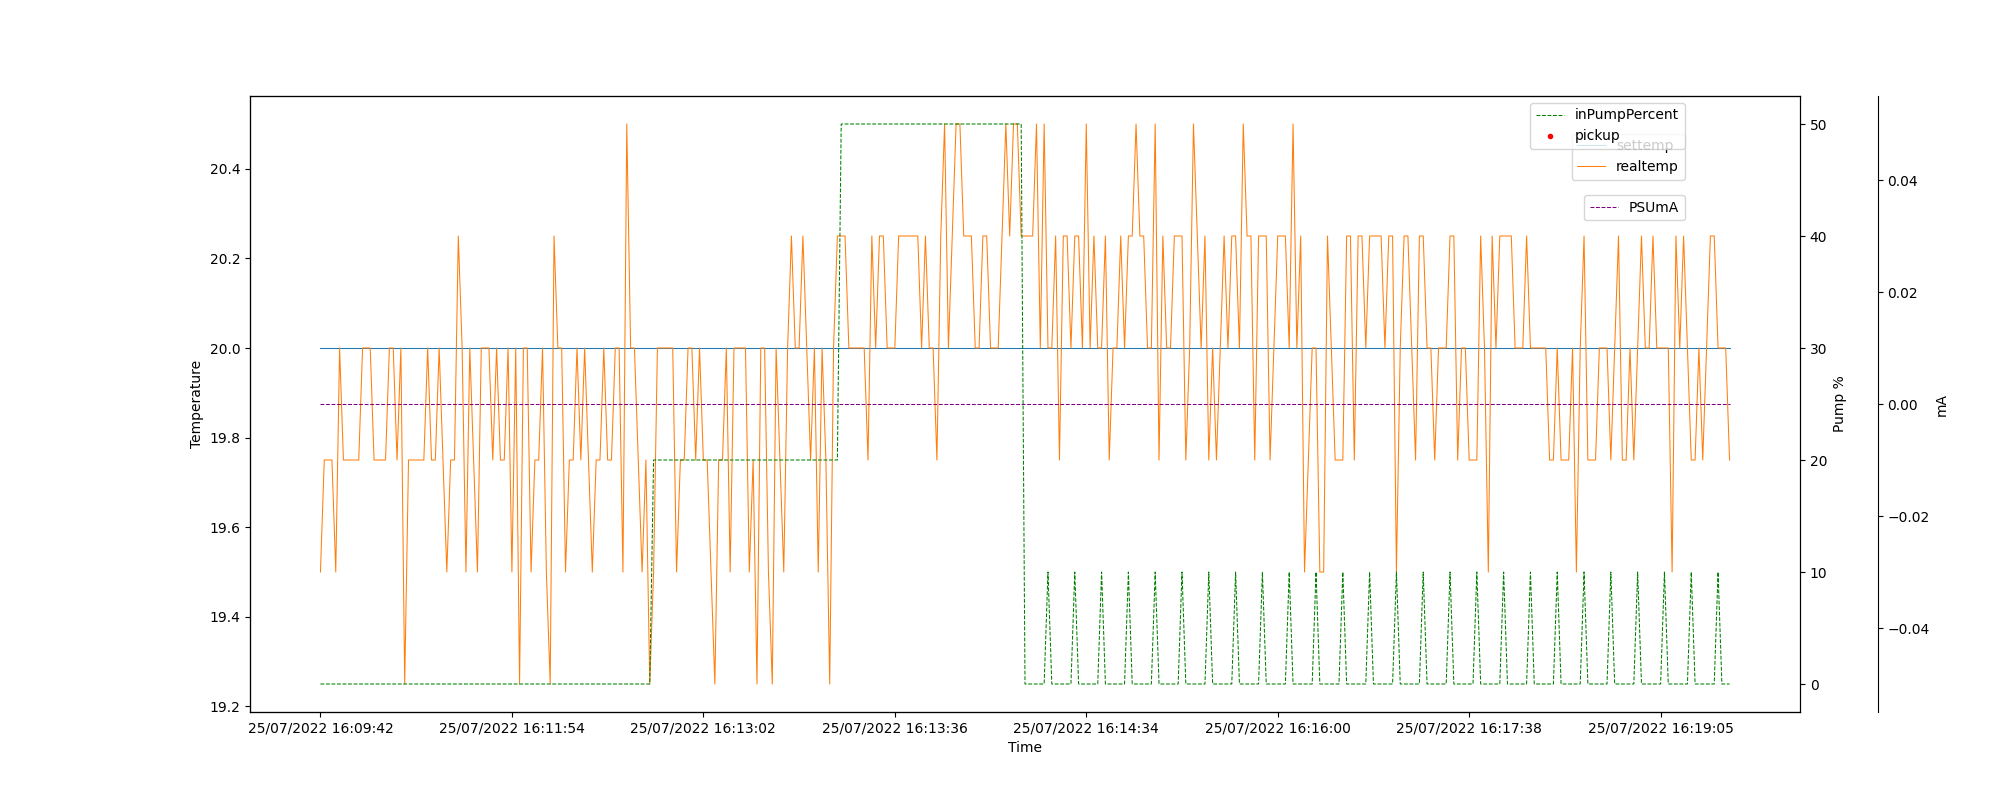 inPumpPercent
pickup
settemp
realtemp
PSUmA
20.4
20.2
20.0
19.8
19.6
19.4
19.2
Temperature
50
40
30
20
10
0
Pump %
0.04
0.02
0.00
−0.02
−0.04
mA
25/07/2022 16:09:42
25/07/2022 16:11:54
25/07/2022 16:13:02
25/07/2022 16:13:36
25/07/2022 16:14:34
25/07/2022 16:16:00
25/07/2022 16:17:38
25/07/2022 16:19:05
Time